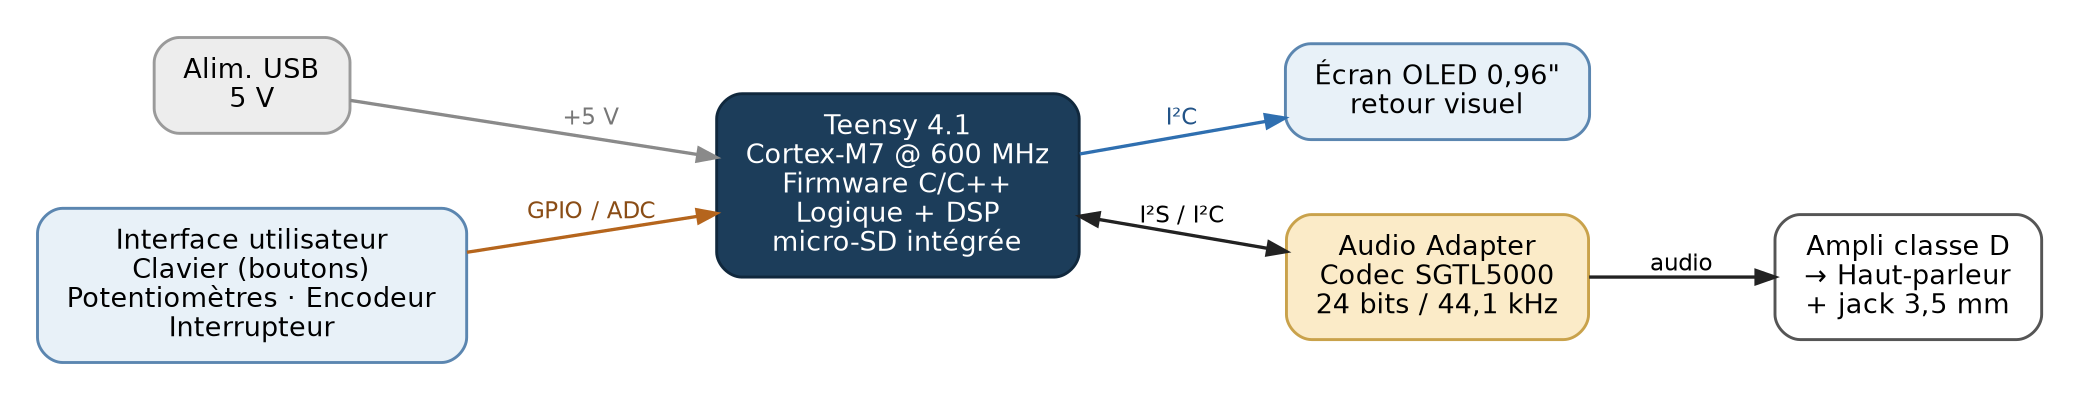 Alim. USB
5 V
+5 V
Interface utilisateur
Clavier (boutons)
Potentiomètres · Encodeur
Interrupteur
GPIO / ADC
Teensy 4.1
Cortex-M7 @ 600 MHz
Firmware C/C++
Logique + DSP
micro-SD intégrée
I²C
Écran OLED 0,96"
retour visuel
I²S / I²C
Audio Adapter
Codec SGTL5000
24 bits / 44,1 kHz
audio
Ampli classe D
→ Haut-parleur
+ jack 3,5 mm